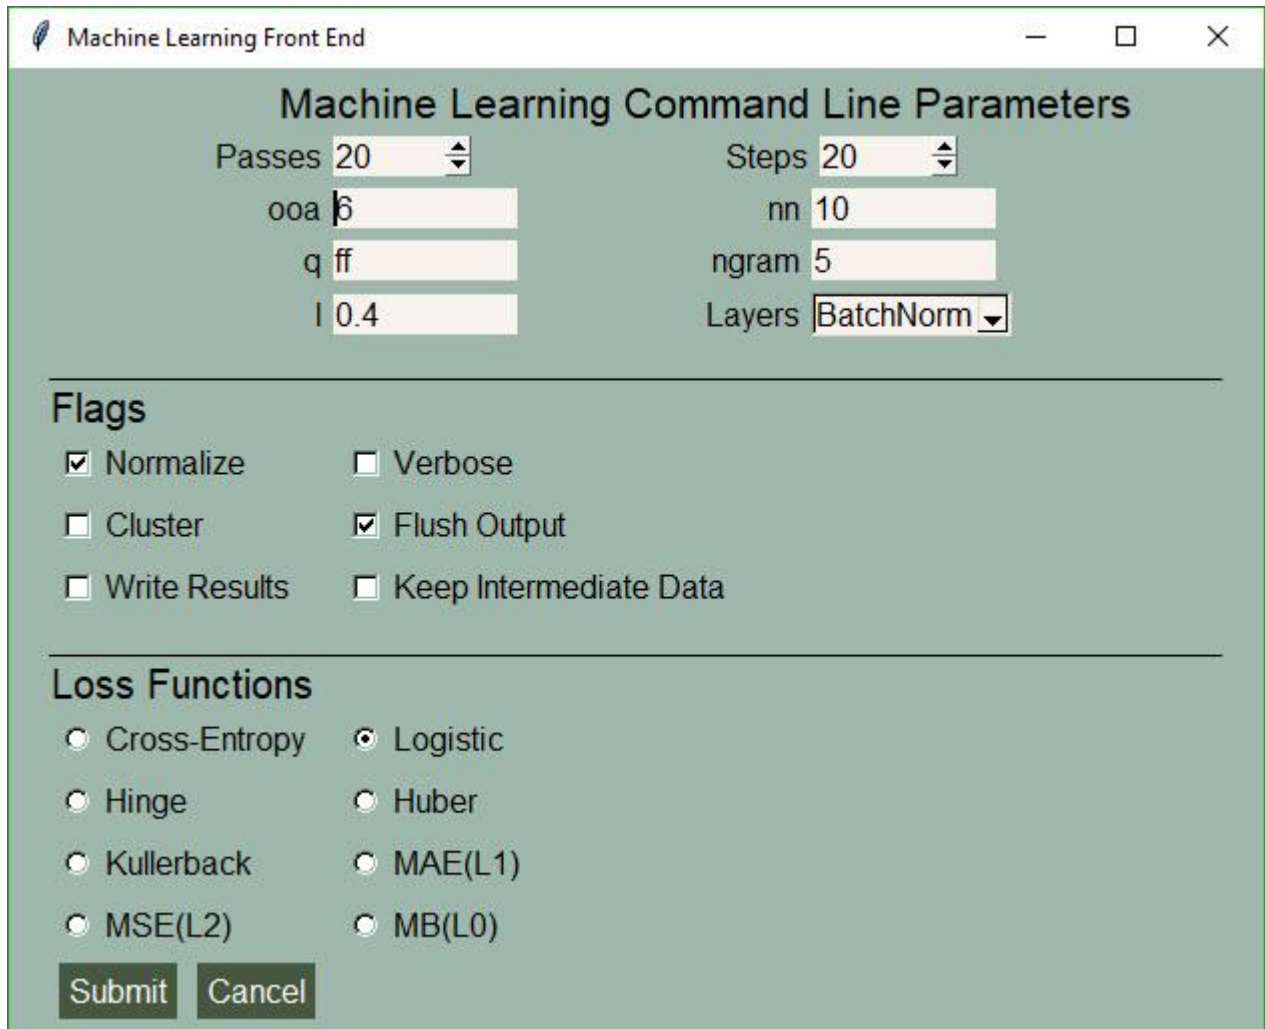 Machine Learning Front End
Machine Learning Command Line Parameters
Passes 20 Steps 20
ooa 6 nn 10
q ff ngram 5
l 0.4 Layers BatchNorm
Flags
Normalize Verbose
Cluster Flush Output
Write Results Keep Intermediate Data
Loss Functions
Cross-Entropy Logistic
Hinge Huber
Kullerback MAE(L1)
MSE(L2) MB(L0)
Submit Cancel